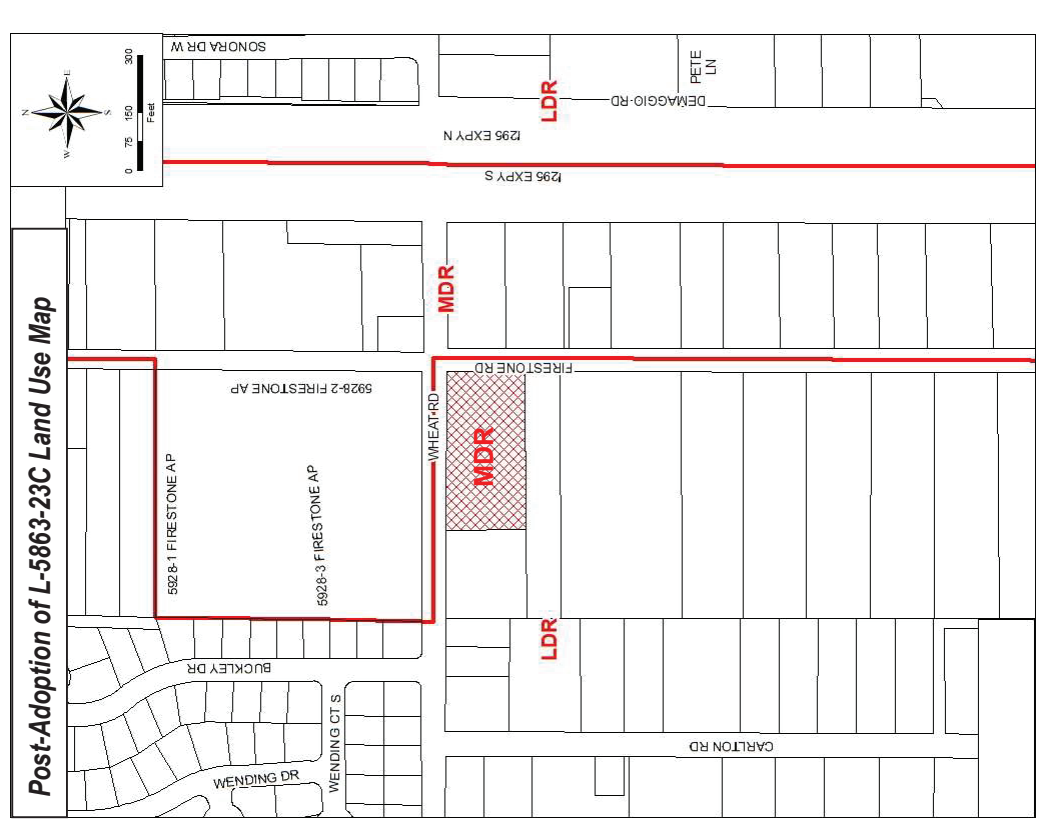 Post-Adoption of L-5863-23C Land Use Map
N
E
S
W
0 75 150 300
Feet
SONORA DR W
PETE
LN
DEMAGGIO RD
LDR
I295 EXPY N
I295 EXPY S
MDR
FIRESTONE RD
5928-2 FIRESTONE AP
WHEAT RD
MDR
5928-1 FIRESTONE AP
5928-3 FIRESTONE AP
LDR
BUCKLEY DR
WENDING CT S
WENDING DR
CARLTON RD